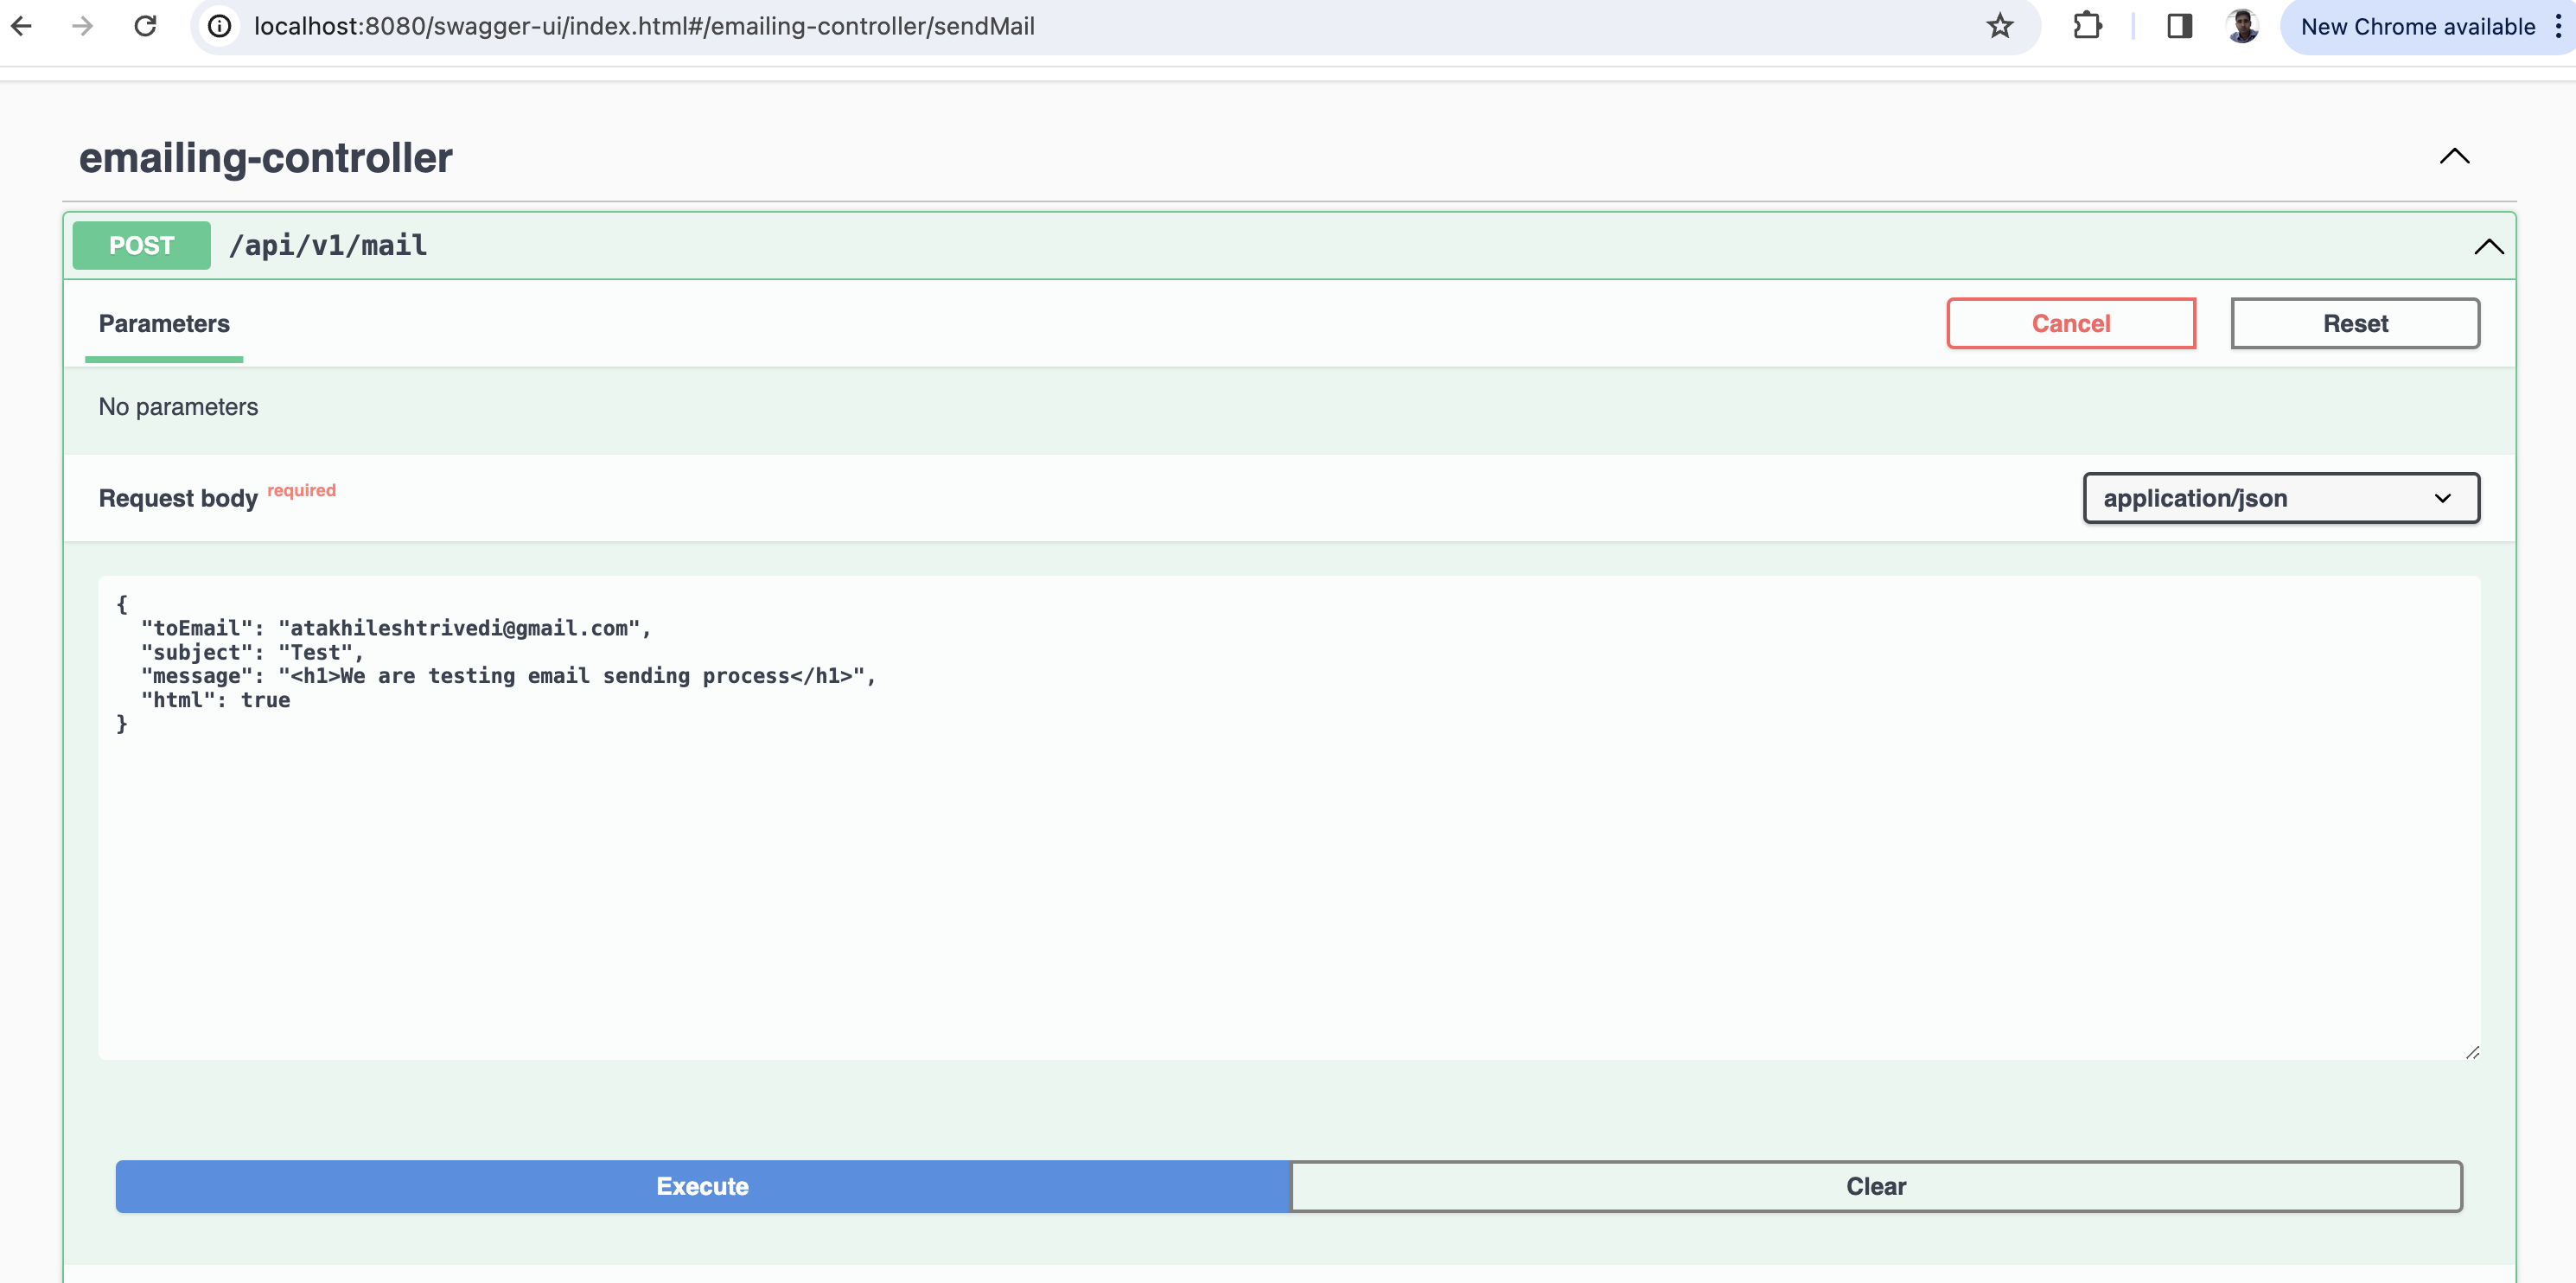 localhost:8080/swagger-ui/index.html#/emailing-controller/sendMail
New Chrome available
emailing-controller
POST /api/v1/mail
Parameters
Cancel
Reset
No parameters
Request body required
application/json
{
  "toEmail": "atakhileshtrivedi@gmail.com",
  "subject": "Test",
  "message": "<h1>We are testing email sending process</h1>",
  "html": true
}
Execute
Clear